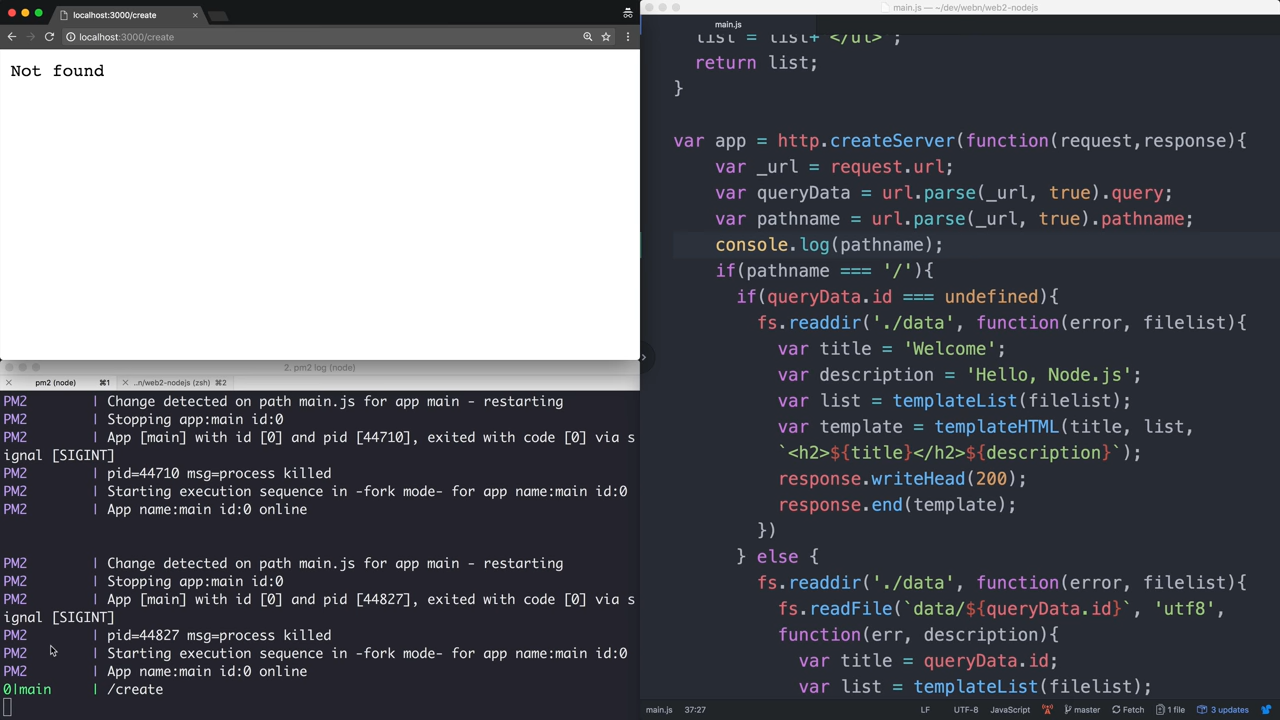 localhost:3000/create
localhost:3000/create
Not found
2. pm2 log (node)
pm2 (node) ⌘1 ..n/web2-nodejs (zsh) ⌘2
PM2 | Change detected on path main.js for app main - restarting
PM2 | Stopping app:main id:0
PM2 | App [main] with id [0] and pid [44710], exited with code [0] via s
ignal [SIGINT]
PM2 | pid=44710 msg=process killed
PM2 | Starting execution sequence in -fork mode- for app name:main id:0
PM2 | App name:main id:0 online
PM2 | Change detected on path main.js for app main - restarting
PM2 | Stopping app:main id:0
PM2 | App [main] with id [0] and pid [44827], exited with code [0] via s
ignal [SIGINT]
PM2 | pid=44827 msg=process killed
PM2 | Starting execution sequence in -fork mode- for app name:main id:0
PM2 | App name:main id:0 online
0|main | /create
main.js — ~/dev/webn/web2-nodejs
main.js
list = list+'</ul>';
return list;
}
var app = http.createServer(function(request,response){
var _url = request.url;
var queryData = url.parse(_url, true).query;
var pathname = url.parse(_url, true).pathname;
console.log(pathname);
if(pathname === '/'){
if(queryData.id === undefined){
fs.readdir('./data', function(error, filelist){
var title = 'Welcome';
var description = 'Hello, Node.js';
var list = templateList(filelist);
var template = templateHTML(title, list,
`<h2>${title}</h2>${description}`);
response.writeHead(200);
response.end(template);
})
} else {
fs.readdir('./data', function(error, filelist){
fs.readFile(`data/${queryData.id}`, 'utf8',
function(err, description){
var title = queryData.id;
var list = templateList(filelist);
main.js 37:27 LF UTF-8 JavaScript master Fetch 1 file 3 updates